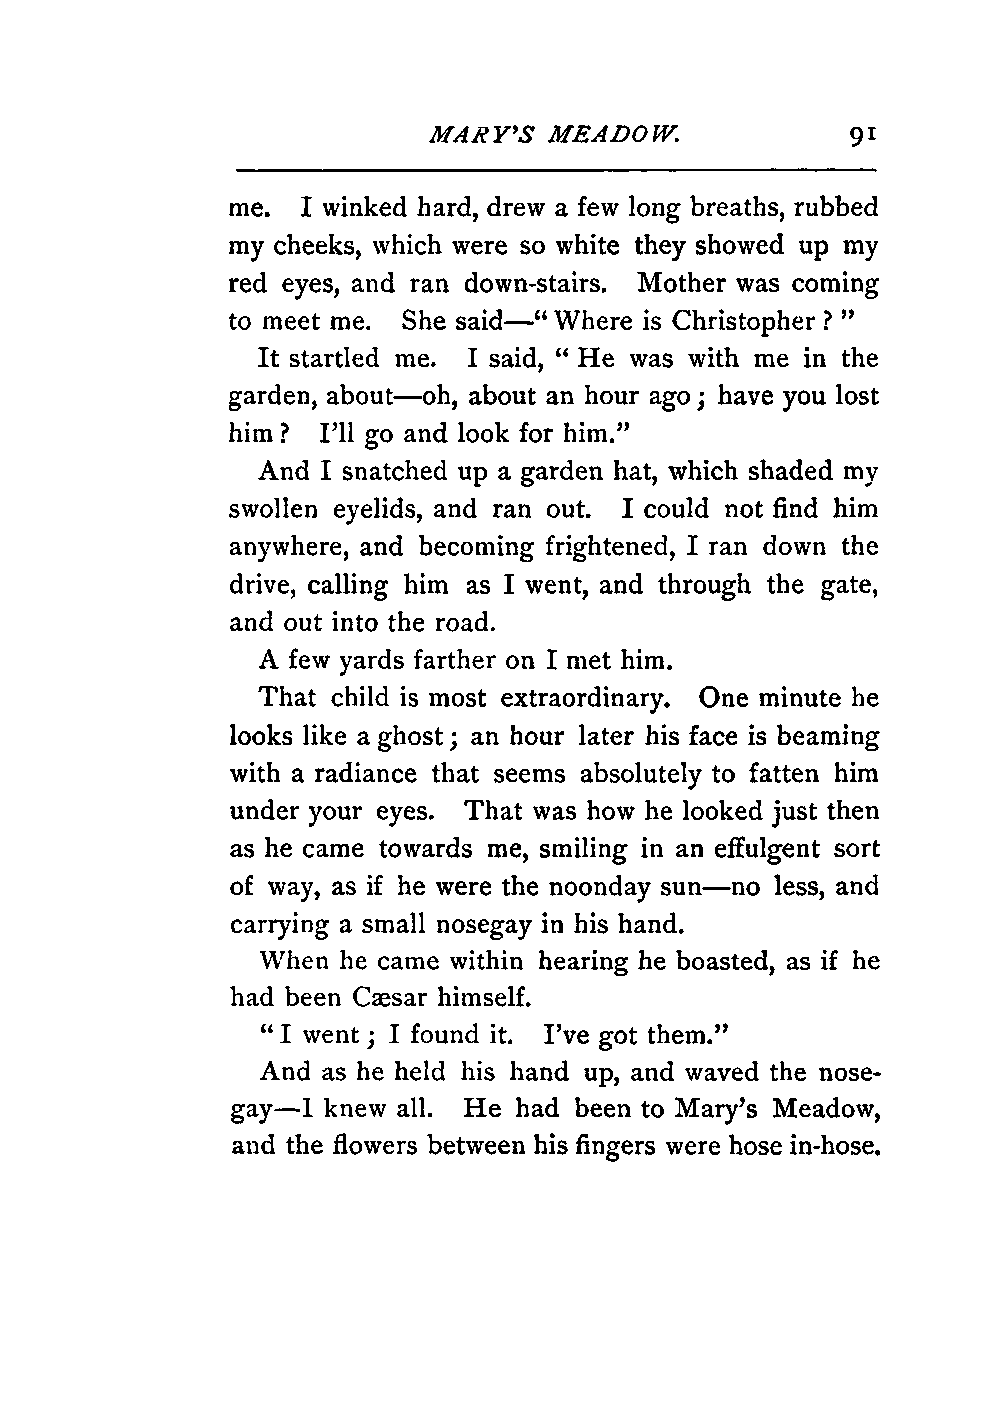 MARY'S MEADOW. 91
me. I winked hard, drew a few long breaths, rubbed
my cheeks, which were so white they showed up my
red eyes, and ran down-stairs. Mother was coming
to meet me. She said—“Where is Christopher?”
It startled me. I said, “He was with me in the
garden, about—oh, about an hour ago; have you lost
him? I'll go and look for him.”
And I snatched up a garden hat, which shaded my
swollen eyelids, and ran out. I could not find him
anywhere, and becoming frightened, I ran down the
drive, calling him as I went, and through the gate,
and out into the road.
A few yards farther on I met him.
That child is most extraordinary. One minute he
looks like a ghost; an hour later his face is beaming
with a radiance that seems absolutely to fatten him
under your eyes. That was how he looked just then
as he came towards me, smiling in an effulgent sort
of way, as if he were the noonday sun—no less, and
carrying a small nosegay in his hand.
When he came within hearing he boasted, as if he
had been Cæsar himself.
“I went; I found it. I've got them.”
And as he held his hand up, and waved the nose-
gay—I knew all. He had been to Mary's Meadow,
and the flowers between his fingers were hose in-hose.